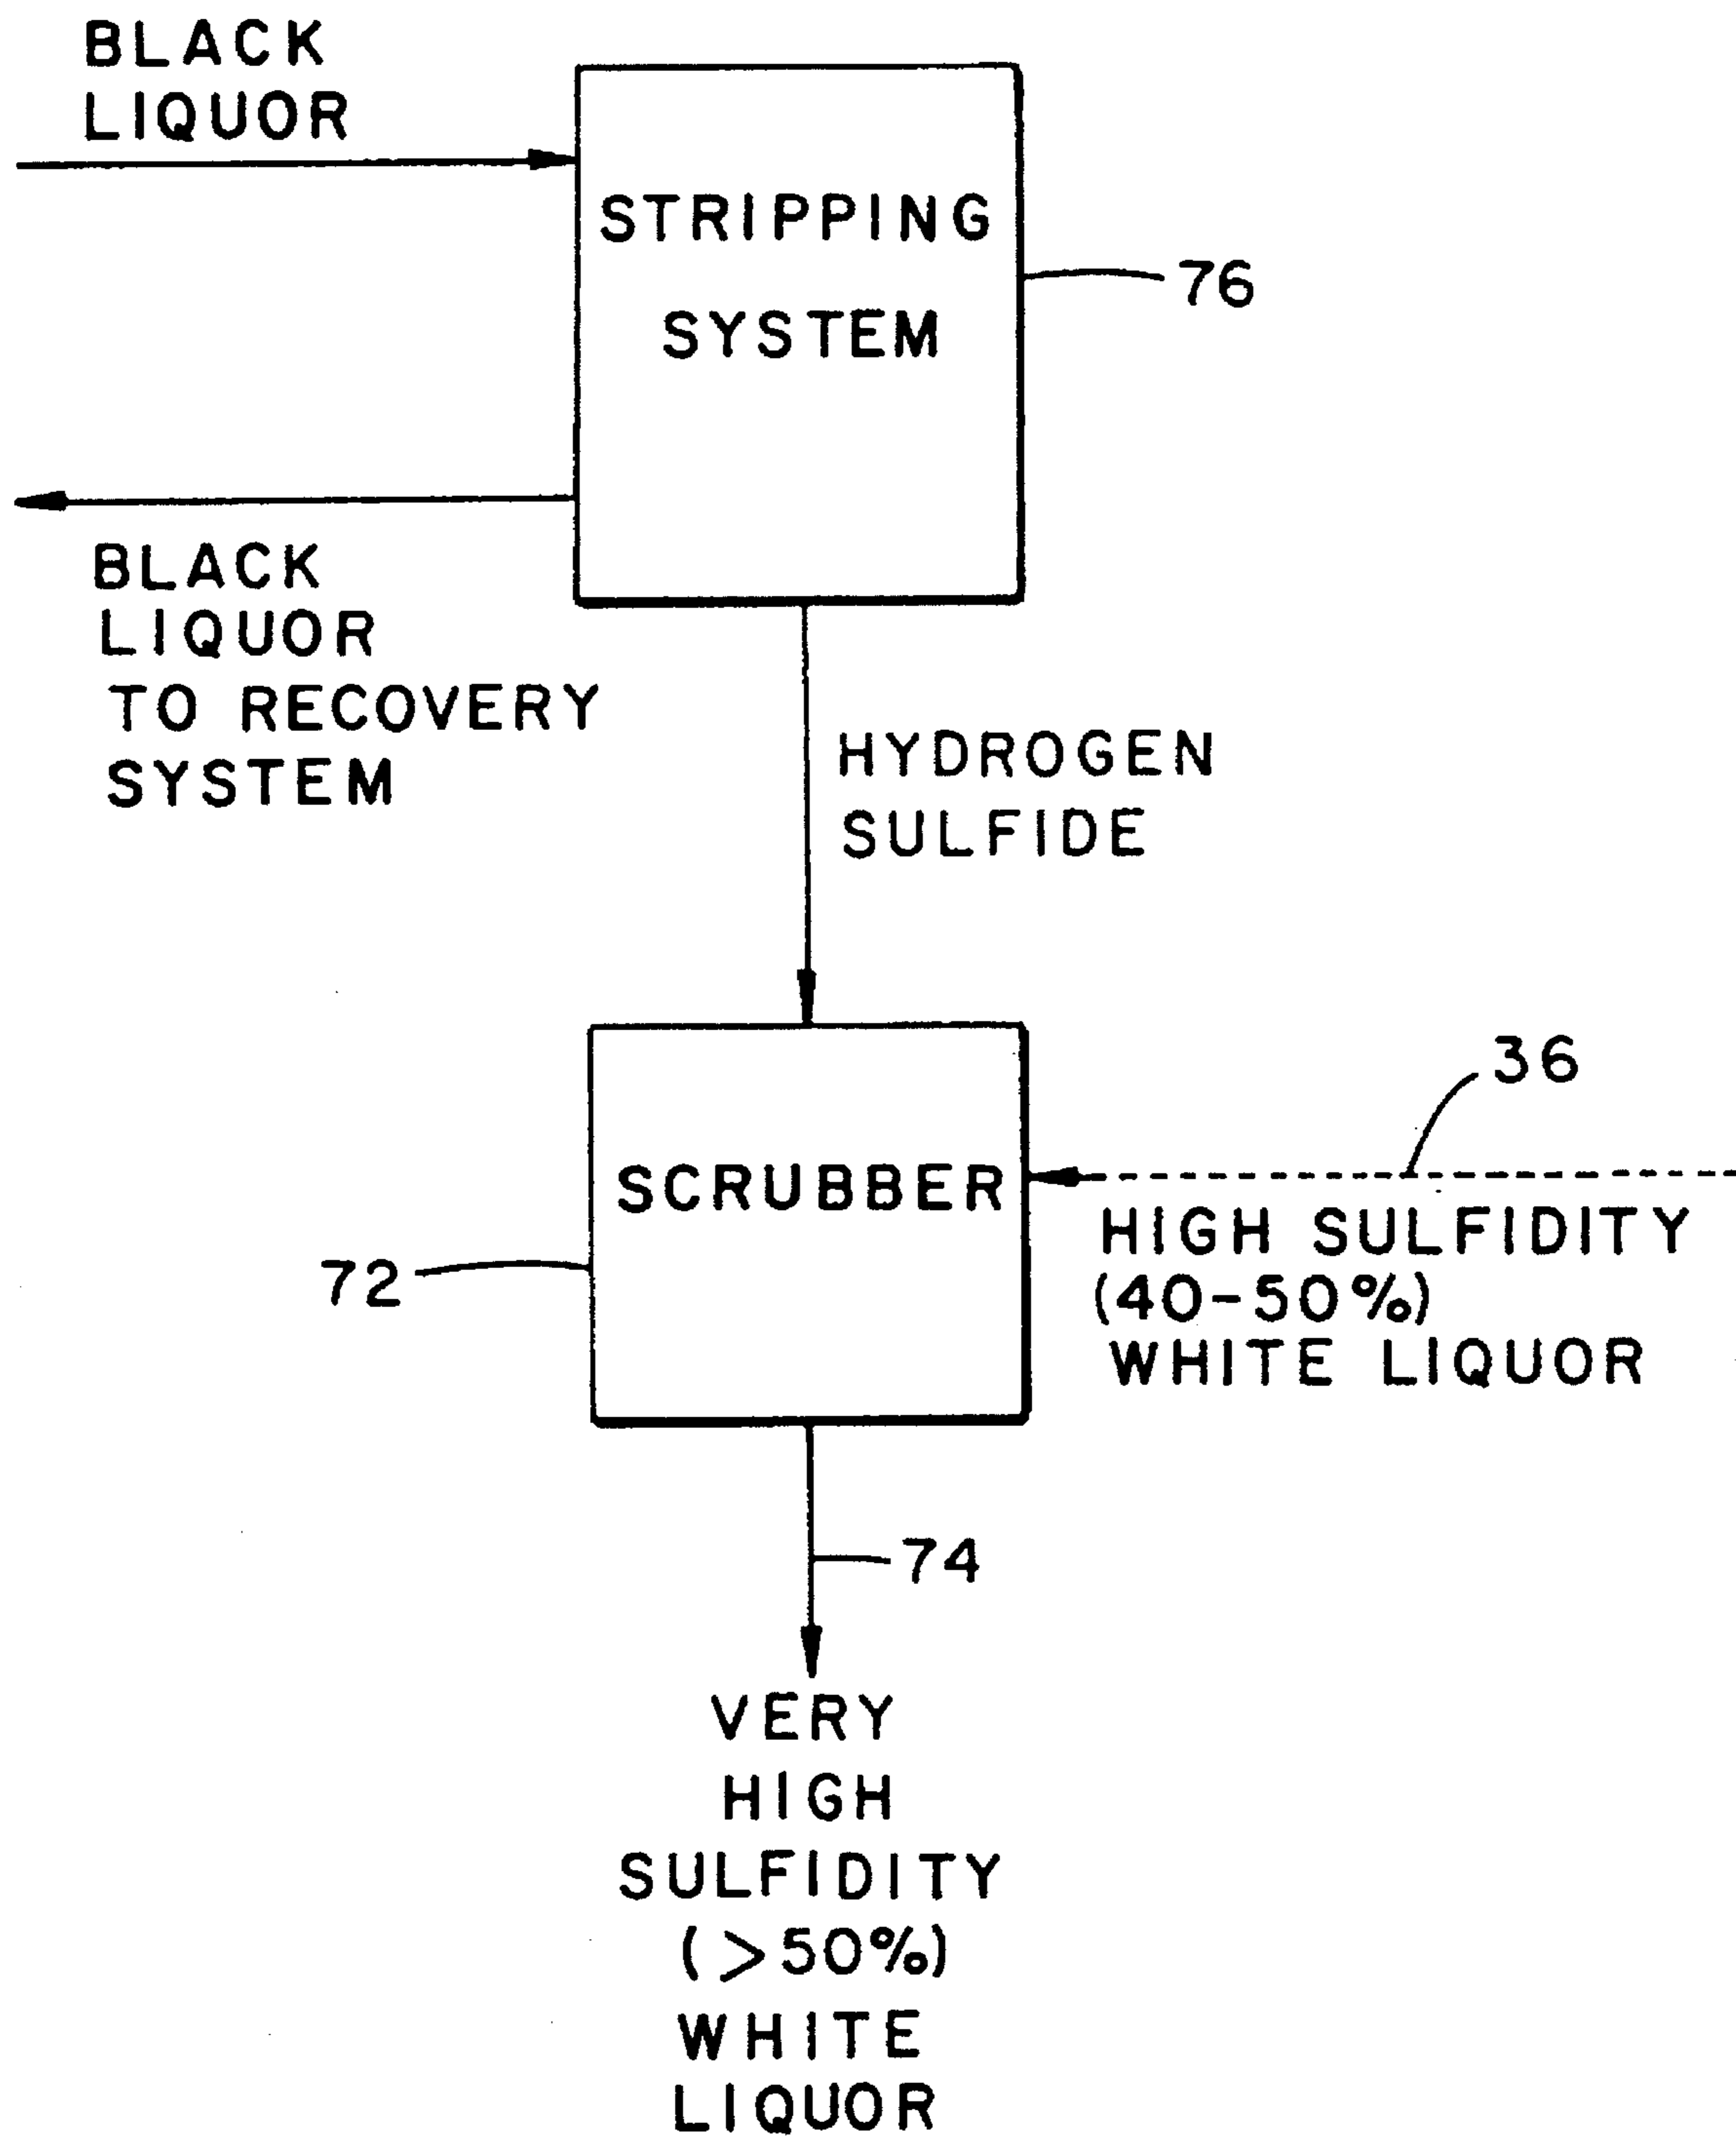 BLACK
LIQUOR
STRIPPING
SYSTEM
76
BLACK
LIQUOR
TO RECOVERY
SYSTEM
HYDROGEN
SULFIDE
36
SCRUBBER
HIGH SULFIDITY
(40-50%)
WHITE LIQUOR
72
74
VERY
HIGH
SULFIDITY
(>50%)
WHITE
LIQUOR